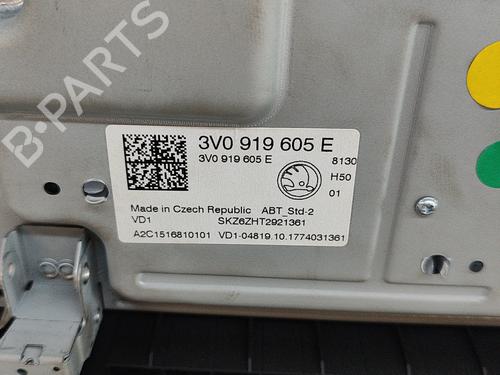 B-PARTS
3V0 919 605 E
3V0 919 605 E
8130
H50
01
Made in Czech Republic ABT_Std-2
VD1 SKZ6ZHT2921361
A2C1516810101 VD1-04819.10.1774031361